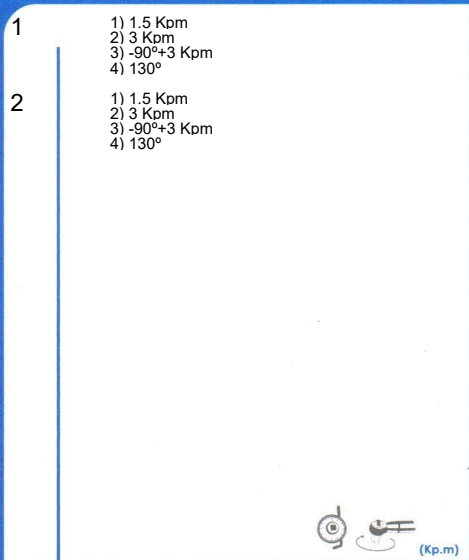 1
1) 1.5 Kpm
2) 3 Kpm
3) -90º+3 Kpm
4) 130º
2
1) 1.5 Kpm
2) 3 Kpm
3) -90º+3 Kpm
4) 130º
(Kp.m)